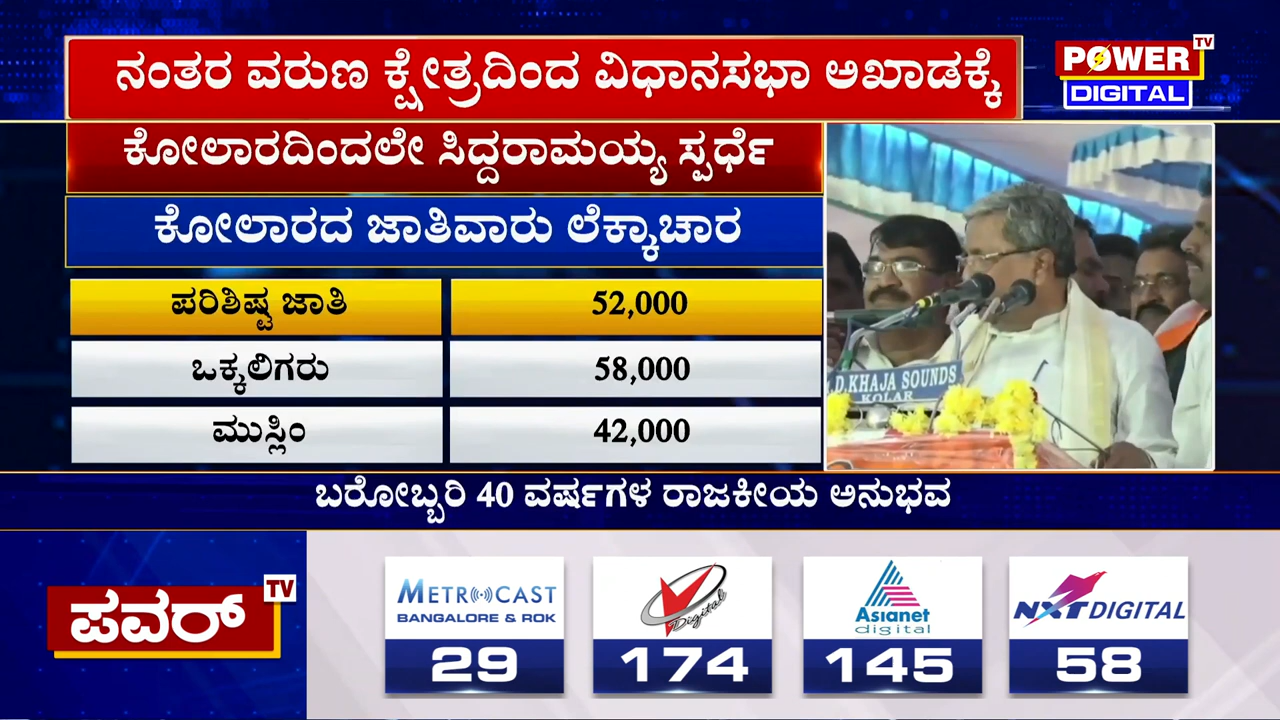 ನಂತರ ವರುಣ ಕ್ಷೇತ್ರದಿಂದ ವಿಧಾನಸಭಾ ಅಖಾಡಕ್ಕೆ
POWER TV
DIGITAL
ಕೋಲಾರದಿಂದಲೇ ಸಿದ್ದರಾಮಯ್ಯ ಸ್ಪರ್ಧೆ
ಕೋಲಾರದ ಜಾತಿವಾರು ಲೆಕ್ಕಾಚಾರ
ಪರಿಶಿಷ್ಟ ಜಾತಿ 52,000
ಒಕ್ಕಲಿಗರು 58,000
ಮುಸ್ಲಿಂ 42,000
.D.KHAJA SOUNDS
KOLAR
ಬರೋಬ್ಬರಿ 40 ವರ್ಷಗಳ ರಾಜಕೀಯ ಅನುಭವ
ಪವರ್ TV
METROCAST
BANGALORE & ROK
29
Digital
174
Asianet
digital
145
NXTDIGITAL
58